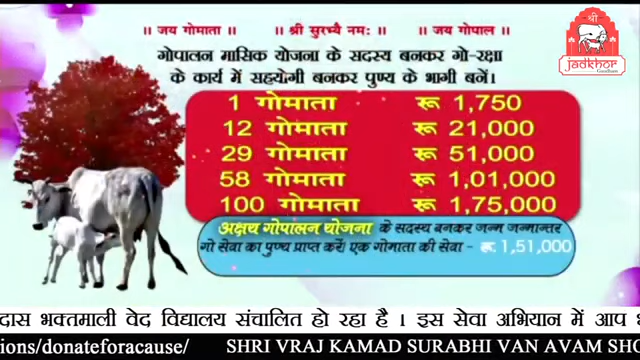 ॥ जय गोमाता ॥ ॥ श्री सुरभ्यै नमः ॥ ॥ जय गोपाल ॥
श्री
jadkhor
Gaudham
गोपालन मासिक योजना के सदस्य बनकर गो-रक्षा
के कार्य में सहयोगी बनकर पुण्य के भागी बनें।
1 गोमाता रू 1,750
12 गोमाता रू 21,000
29 गोमाता रू 51,000
58 गोमाता रू 1,01,000
100 गोमाता रू 1,75,000
अक्षय गोपालन योजना के सदस्य बनकर जन्म जन्मान्तर
गो सेवा का पुण्य प्राप्त करें। एक गोमाता की सेवा - रू. 1,51,000
दास भक्तमाली वेद विद्यालय संचालित हो रहा है । इस सेवा अभियान में आप
ions/donateforacause/ SHRI VRAJ KAMAD SURABHI VAN AVAM SHO